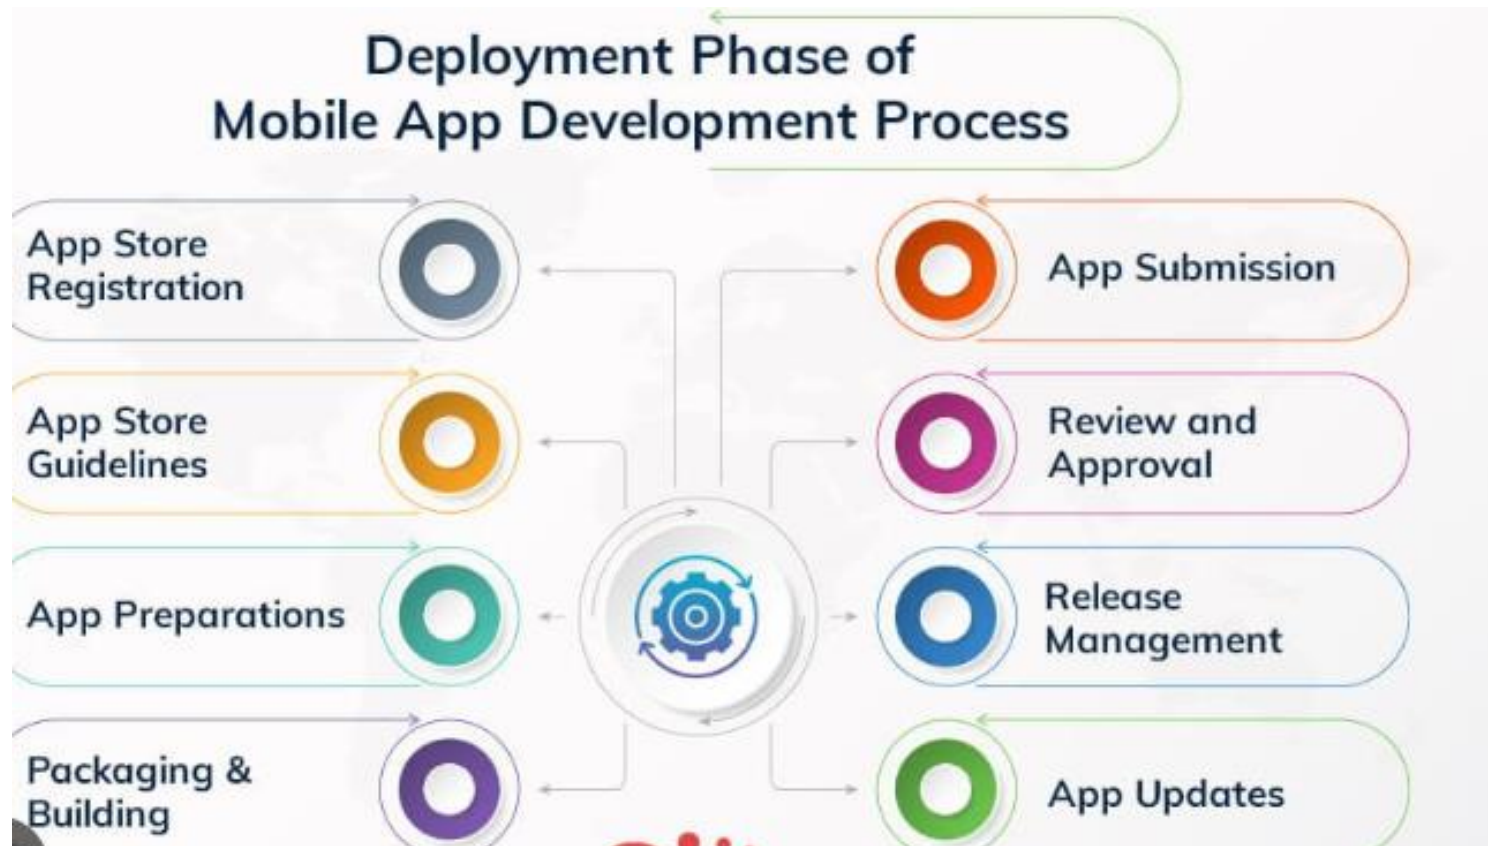 Deployment Phase of
Mobile App Development Process
App Store
Registration
App Store
Guidelines
App Preparations
Packaging &
Building
App Submission
Review and
Approval
Release
Management
App Updates